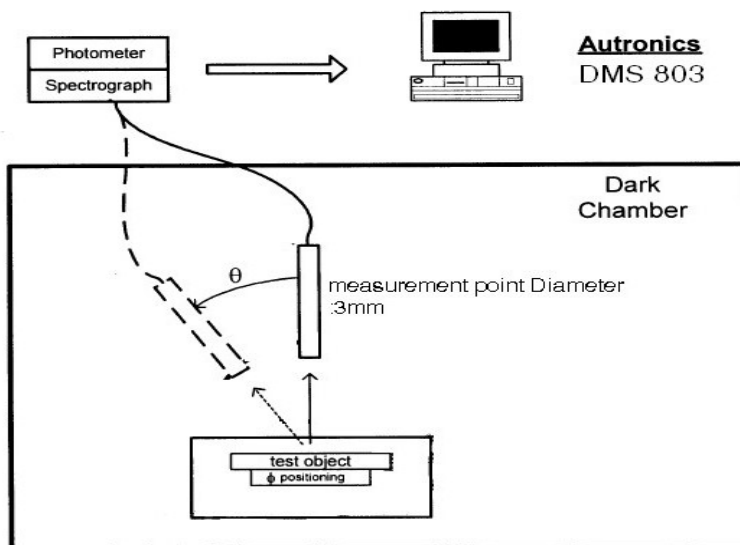 Photometer
Spectrograph
Autronics
DMS 803
Dark
Chamber
θ
measurement point Diameter
:3mm
test object
ϕ positioning